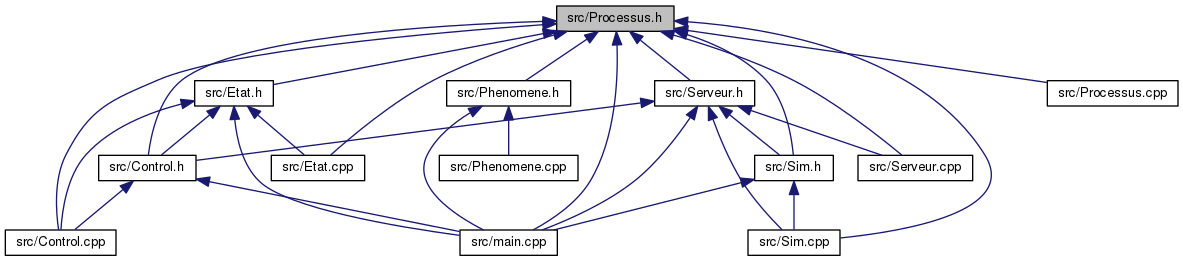 src/Processus.h
src/Etat.h
src/Phenomene.h
src/Serveur.h
src/Processus.cpp
src/Control.h
src/Etat.cpp
src/Phenomene.cpp
src/Sim.h
src/Serveur.cpp
src/Control.cpp
src/main.cpp
src/Sim.cpp